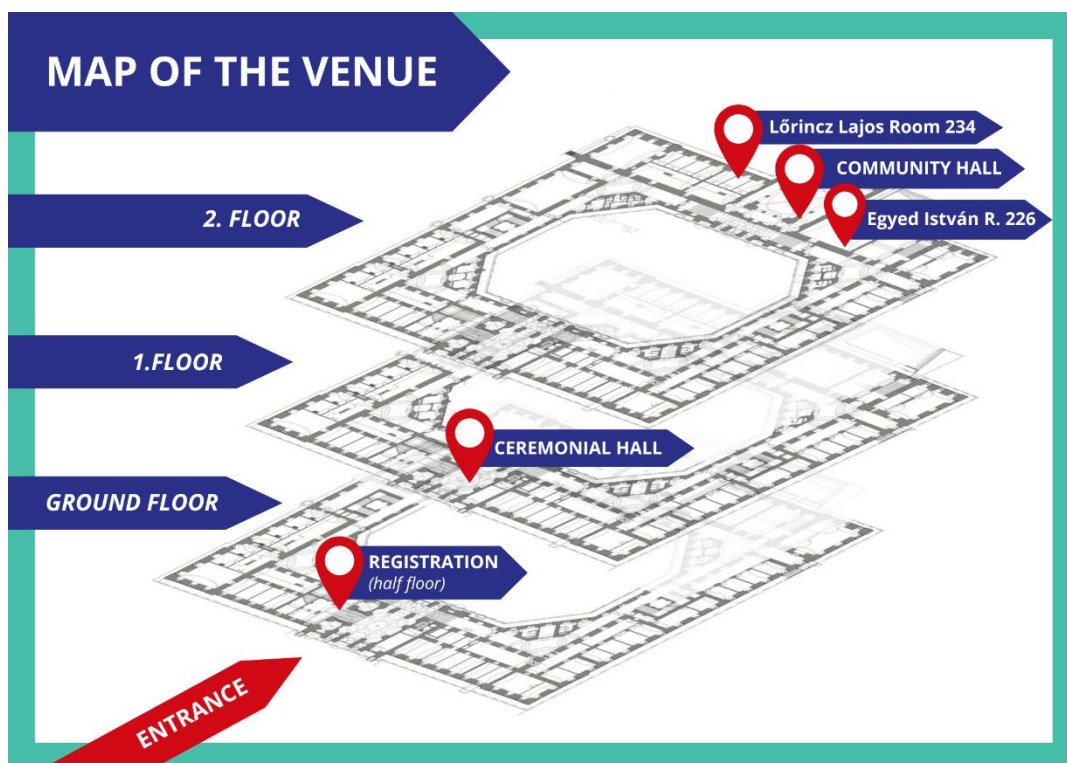 MAP OF THE VENUE
Lőrincz Lajos Room 234
COMMUNITY HALL
2. FLOOR
Egyed István R. 226
1.FLOOR
CEREMONIAL HALL
GROUND FLOOR
REGISTRATION
(half floor)
ENTRANCE